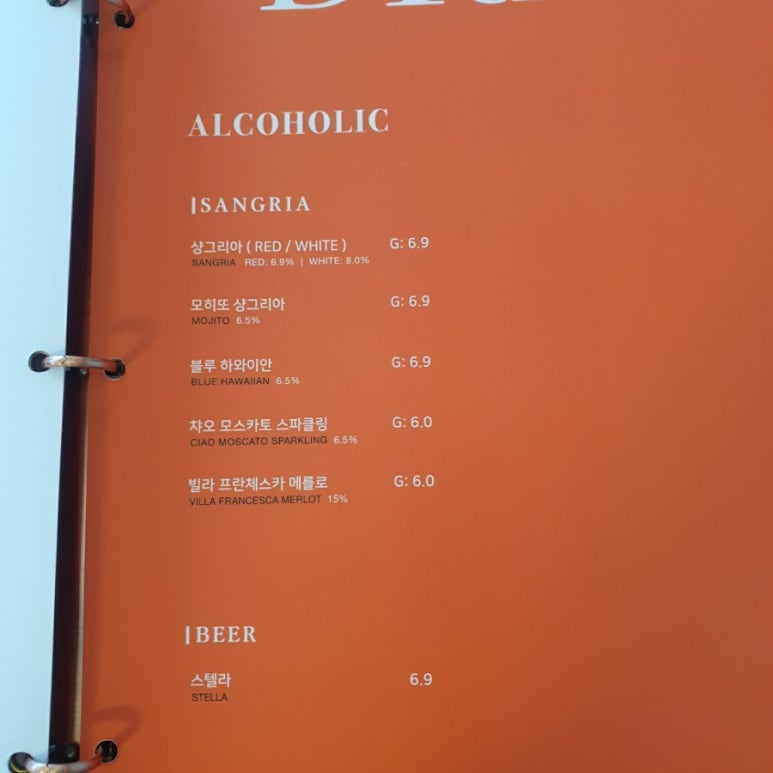 ALCOHOLIC
SANGRIA
샹그리아 ( RED / WHITE ) G: 6.9
SANGRIA RED: 6.9% | WHITE: 8.0%
모히또 샹그리아 G: 6.9
MOJITO 6.5%
블루 하와이안 G: 6.9
BLUE HAWAIIAN 6.5%
챠오 모스카토 스파클링 G: 6.0
CIAO MOSCATO SPARKLING 6.5%
빌라 프란체스카 메를로 G: 6.0
VILLA FRANCESCA MERLOT 15%
BEER
스텔라 6.9
STELLA